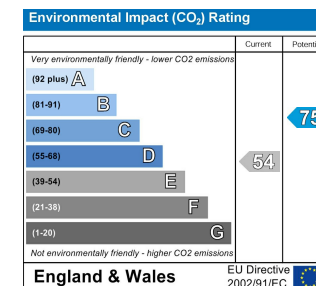 Environmental Impact (CO₂) Rating
Current Potenti
Very environmentally friendly - lower CO2 emissions
(92 plus) A
(81-91) B
(69-80) C
75
(55-68) D
54
(39-54) E
(21-38) F
(1-20) G
Not environmentally friendly - higher CO2 emissions
England & Wales
EU Directive
2002/91/EC